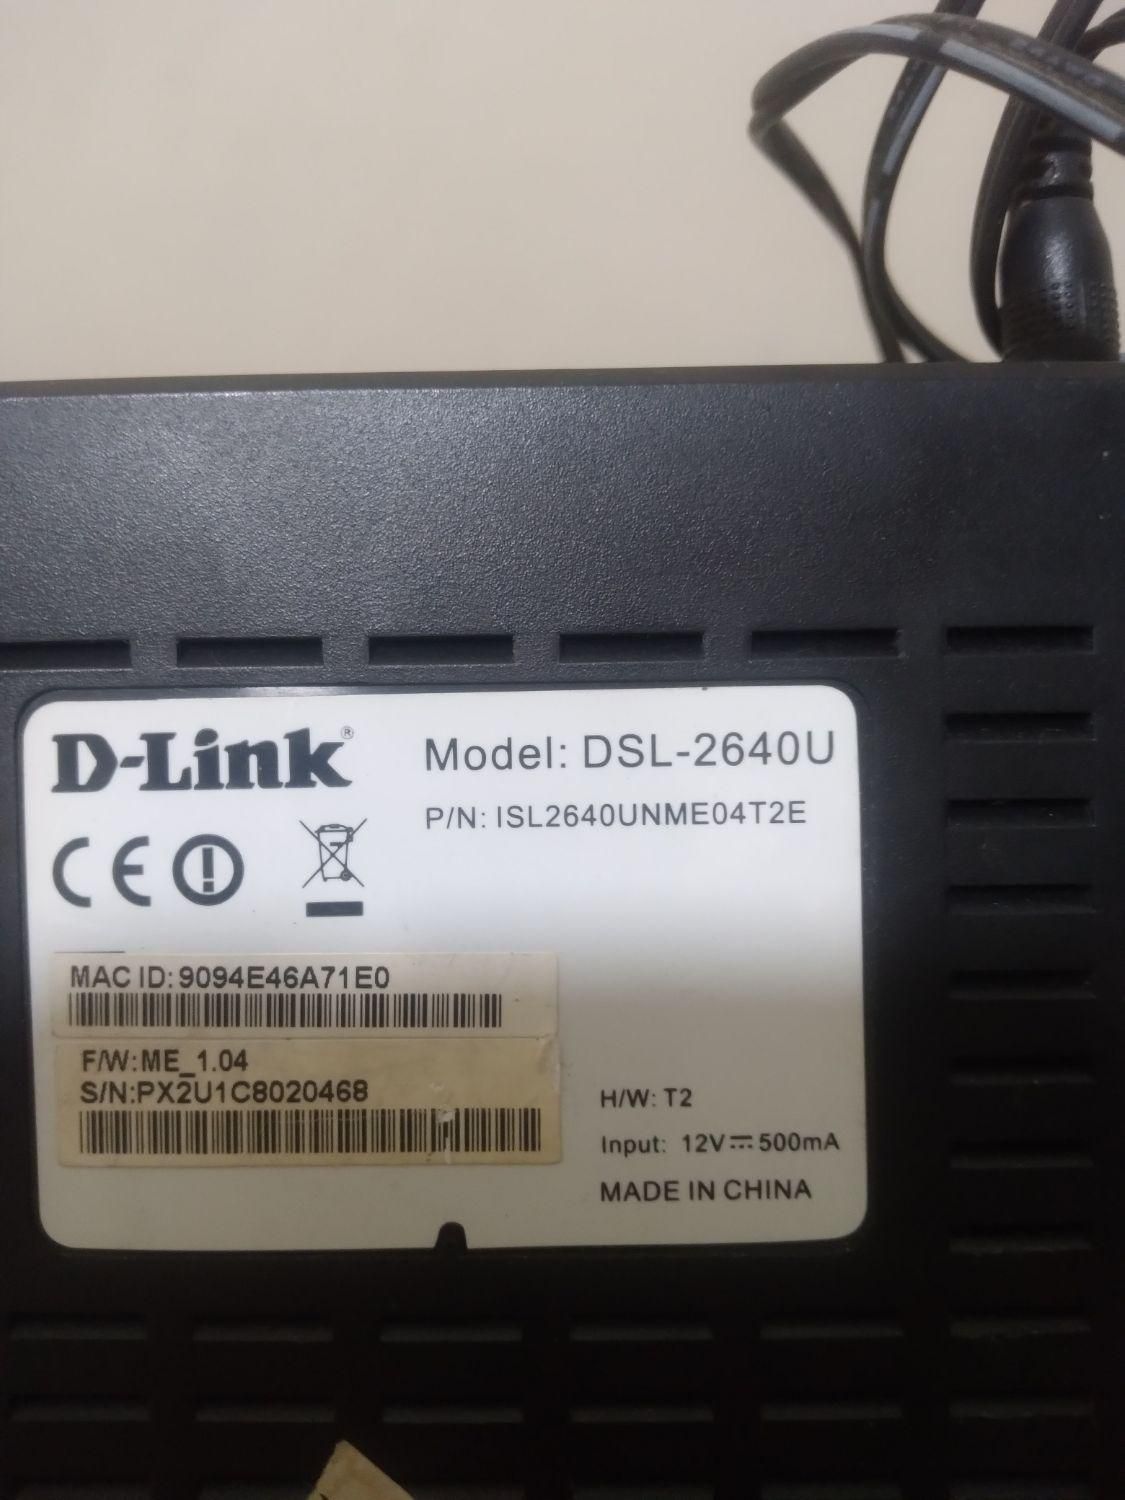 D-Link®
Model: DSL-2640U
P/N: ISL2640UNME04T2E
CE
MAC ID: 9094E46A71E0
F/W:ME_1.04
S/N:PX2U1C8020468
H/W: T2
Input: 12V⎓500mA
MADE IN CHINA